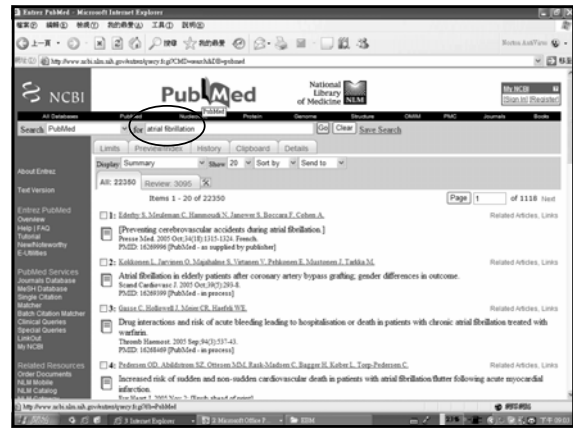 Entrez PubMed - Microsoft Internet Explorer
NCBI
PubMed
National
Library
of Medicine
NLM
My NCBI
[Sign In] [Register]
All Databases PubMed Protein Genome Structure OMIM PMC Journals Books
PubMed
Search PubMed for atrial fibrillation Go Clear Save Search
Limits Preview/Index History Clipboard Details
Display Summary Show 20 Sort by Send to
All: 22350 Review: 3095
Items 1 - 20 of 22350 Page 1 of 1118 Next
About Entrez
Text Version
Entrez PubMed
Overview
Help | FAQ
Tutorial
New/Noteworthy
E-Utilities
PubMed Services
Journals Database
MeSH Database
Single Citation
Matcher
Batch Citation Matcher
Clinical Queries
Special Queries
LinkOut
My NCBI
Related Resources
Order Documents
NLM Mobile
NLM Catalog
1: Ederhy S, Meuleman C, Hammoudi N, Janower S, Boccara F, Cohen A. Related Articles, Links
[Preventing cerebrovascular accidents during atrial fibrillation.]
Presse Med. 2005 Oct;34(18):1315-1324. French.
PMID: 16269996 [PubMed - as supplied by publisher]
2: Kokkonen L, Jarvinen O, Majahalme S, Virtanen V, Pehkonen E, Mustonen J, Tarkka M. Related Articles, Links
Atrial fibrillation in elderly patients after coronary artery bypass grafting; gender differences in outcome.
Scand Cardiovasc J. 2005 Oct;39(5):293-8.
PMID: 16269399 [PubMed - in process]
3: Gasse C, Hollowell J, Meier CR, Haefeli WE. Related Articles, Links
Drug interactions and risk of acute bleeding leading to hospitalisation or death in patients with chronic atrial fibrillation treated with
warfarin.
Thromb Haemost. 2005 Sep;94(3):537-43.
PMID: 16268469 [PubMed - in process]
4: Pedersen OD, Abildstrom SZ, Ottesen MM, Rask-Madsen C, Bagger H, Kober L, Torp-Pedersen C. Related Articles, Links
Increased risk of sudden and non-sudden cardiovascular death in patients with atrial fibrillation/flutter following acute myocardial
infarction.